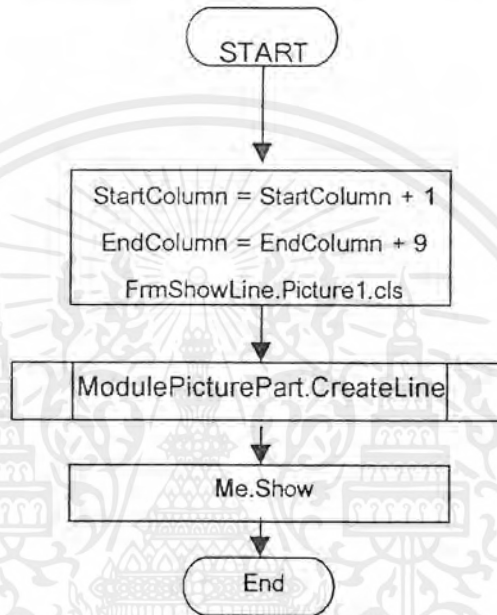 START
StartColumn = StartColumn + 1
EndColumn = EndColumn + 9
FrmShowLine.Picture1.cls
ModulePicturePart.CreateLine
Me.Show
End